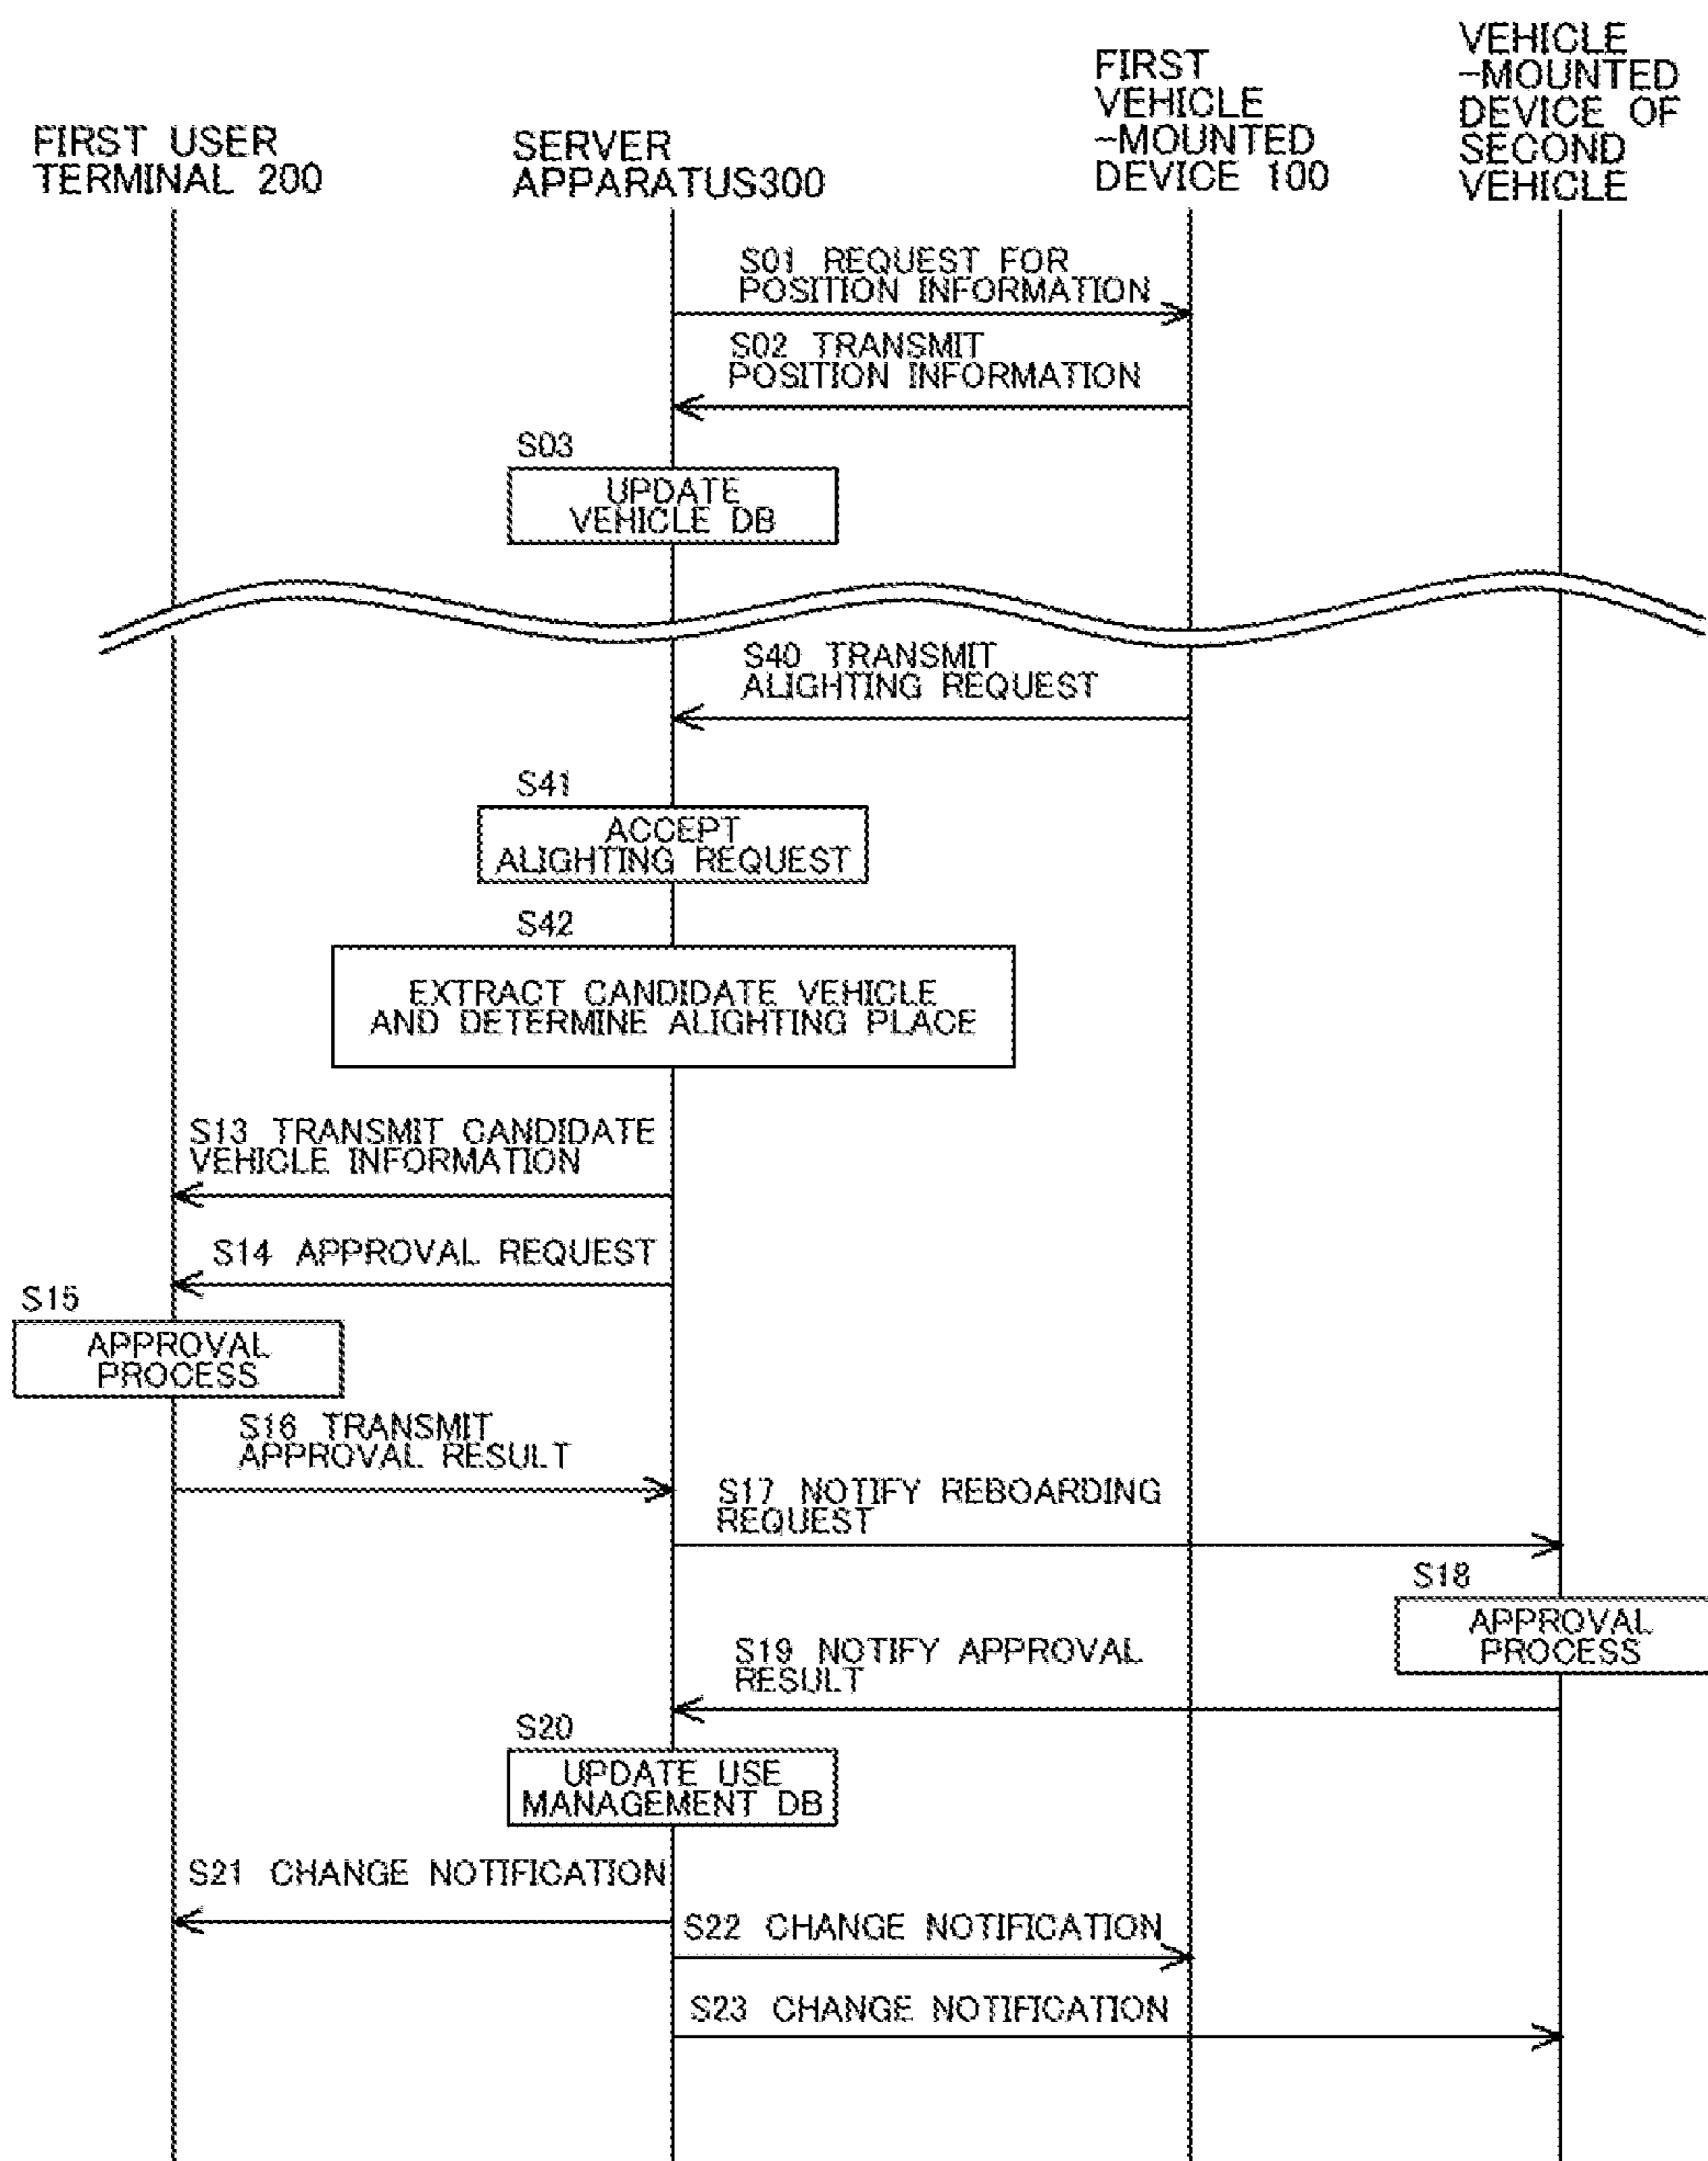 FIRST USER
TERMINAL 200
SERVER
APPARATUS300
FIRST
VEHICLE
-MOUNTED
DEVICE 100
VEHICLE
-MOUNTED
DEVICE OF
SECOND
VEHICLE
S01 REQUEST FOR
POSITION INFORMATION
S02 TRANSMIT
POSITION INFORMATION
S03
UPDATE
VEHICLE DB
S40 TRANSMIT
ALIGHTING REQUEST
S41
ACCEPT
ALIGHTING REQUEST
S42
EXTRACT CANDIDATE VEHICLE
AND DETERMINE ALIGHTING PLACE
S13 TRANSMIT CANDIDATE
VEHICLE INFORMATION
S14 APPROVAL REQUEST
S15
APPROVAL
PROCESS
S16 TRANSMIT
APPROVAL RESULT
S17 NOTIFY REBOARDING
REQUEST
S18
APPROVAL
PROCESS
S19 NOTIFY APPROVAL
RESULT
S20
UPDATE USE
MANAGEMENT DB
S21 CHANGE NOTIFICATION
S22 CHANGE NOTIFICATION
S23 CHANGE NOTIFICATION